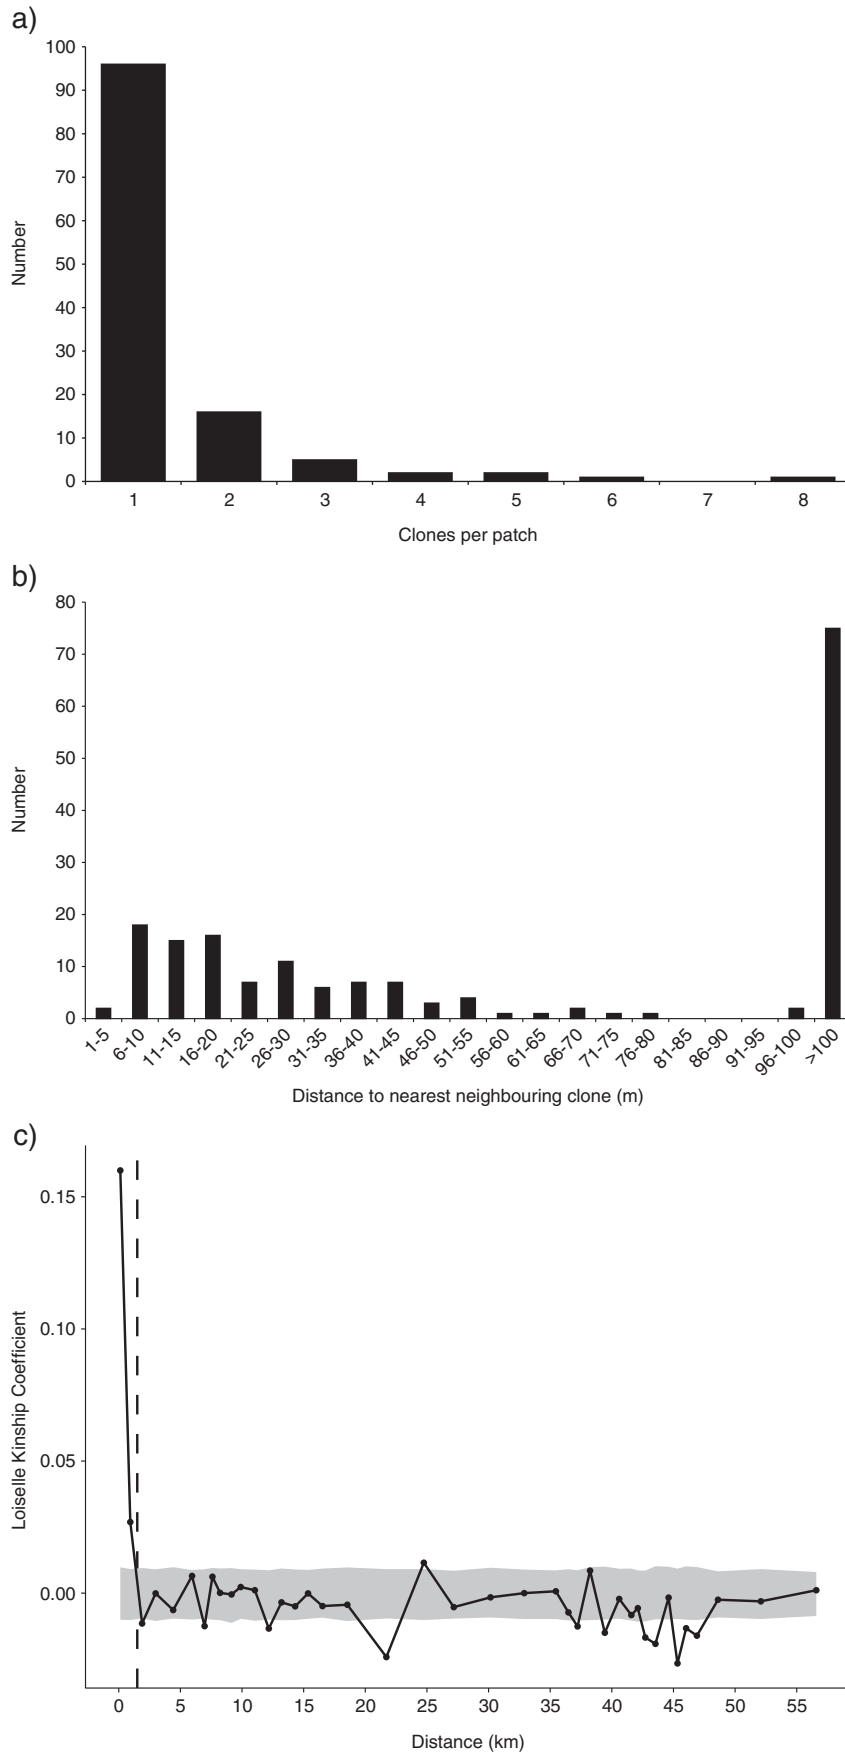 a)
100
90
80
70
60
50
40
30
20
10
0
Number
1 2 3 4 5 6 7 8
Clones per patch
b)
80
70
60
50
40
30
20
10
0
Number
1-5 6-10 11-15 16-20 21-25 26-30 31-35 36-40 41-45 46-50 51-55 56-60 61-65 66-70 71-75 76-80 81-85 86-90 91-95 96-100 >100
Distance to nearest neighbouring clone (m)
c)
0.15
0.10
0.05
0.00
Loiselle Kinship Coefficient
0 5 10 15 20 25 30 35 40 45 50 55
Distance (km)